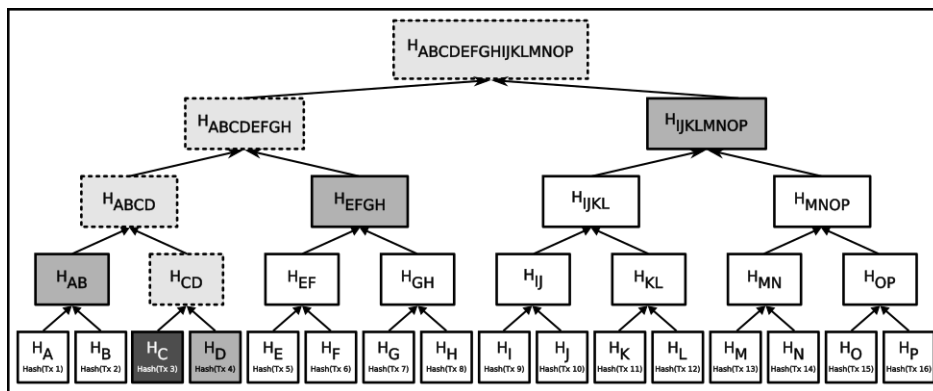 HABCDEFGHIJKLMNOP
HABCDEFGH
HIJKLMNOP
HABCD
HEFGH
HIJKL
HMNOP
HAB
HCD
HEF
HGH
HIJ
HKL
HMN
HOP
HA
Hash(Tx 1)
HB
Hash(Tx 2)
HC
Hash(Tx 3)
HD
Hash(Tx 4)
HE
Hash(Tx 5)
HF
Hash(Tx 6)
HG
Hash(Tx 7)
HH
Hash(Tx 8)
HI
Hash(Tx 9)
HJ
Hash(Tx 10)
HK
Hash(Tx 11)
HL
Hash(Tx 12)
HM
Hash(Tx 13)
HN
Hash(Tx 14)
HO
Hash(Tx 15)
HP
Hash(Tx 16)